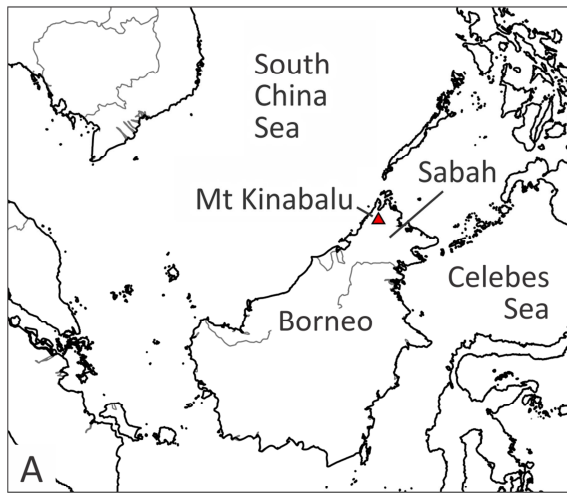 South
China
Sea
Sabah
Mt Kinabalu
Celebes
Sea
Borneo
A